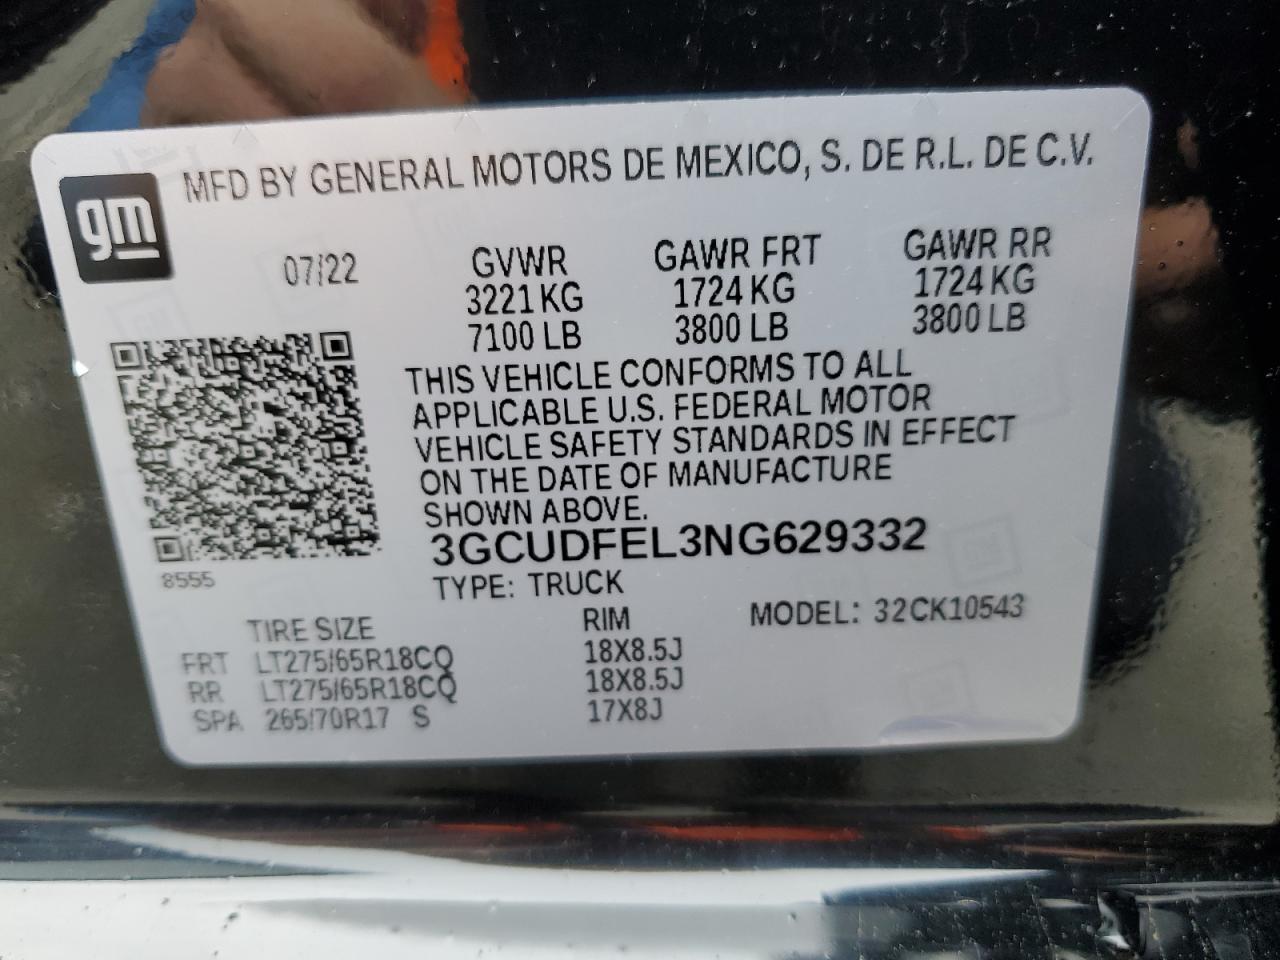 MFD BY GENERAL MOTORS DE MEXICO, S. DE R.L. DE C.V.
gm
07/22 GVWR GAWR FRT GAWR RR
3221 KG 1724 KG 1724 KG
7100 LB 3800 LB 3800 LB
THIS VEHICLE CONFORMS TO ALL
APPLICABLE U.S. FEDERAL MOTOR
VEHICLE SAFETY STANDARDS IN EFFECT
ON THE DATE OF MANUFACTURE
SHOWN ABOVE.
3GCUDFEL3NG629332
8555
TYPE: TRUCK
TIRE SIZE RIM MODEL: 32CK10543
FRT LT275/65R18CQ 18X8.5J
RR LT275/65R18CQ 18X8.5J
SPA 265/70R17 S 17X8J